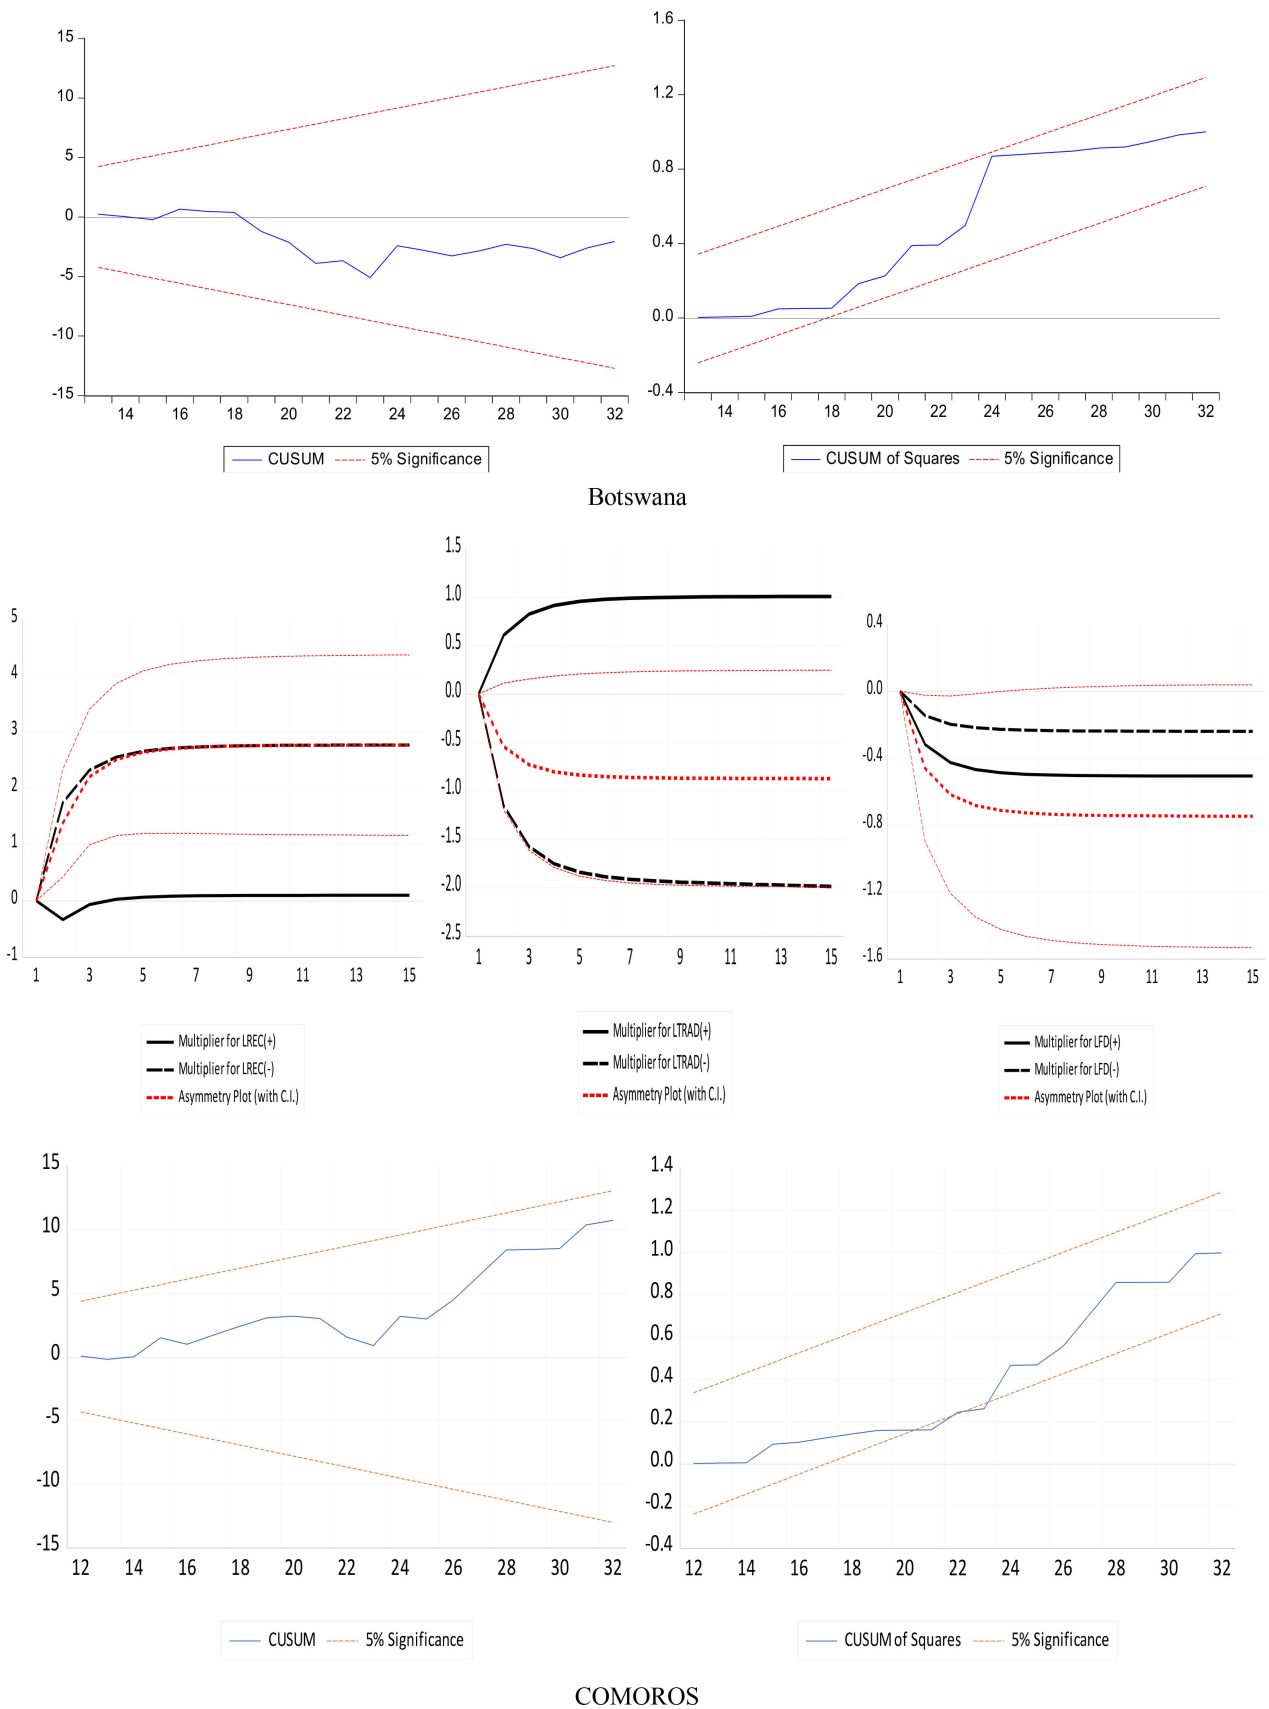 15
10
5
0
-5
-10
-15
14 16 18 20 22 24 26 28 30 32
CUSUM 5% Significance
1.6
1.2
0.8
0.4
0.0
-0.4
14 16 18 20 22 24 26 28 30 32
CUSUM of Squares 5% Significance
Botswana
5
4
3
2
1
0
-1
1 3 5 7 9 11 13 15
Multiplier for LREC(+)
Multiplier for LREC(-)
Asymmetry Plot (with C.I.)
1.5
1.0
0.5
0.0
-0.5
-1.0
-1.5
-2.0
-2.5
1 3 5 7 9 11 13 15
Multiplier for LTRAD(+)
Multiplier for LTRAD(-)
Asymmetry Plot (with C.I.)
0.4
0.0
-0.4
-0.8
-1.2
-1.6
1 3 5 7 9 11 13 15
Multiplier for LFD(+)
Multiplier for LFD(-)
Asymmetry Plot (with C.I.)
15
10
5
0
-5
-10
-15
12 14 16 18 20 22 24 26 28 30 32
CUSUM 5% Significance
1.4
1.2
1.0
0.8
0.6
0.4
0.2
0.0
-0.2
-0.4
12 14 16 18 20 22 24 26 28 30 32
CUSUM of Squares 5% Significance
COMOROS